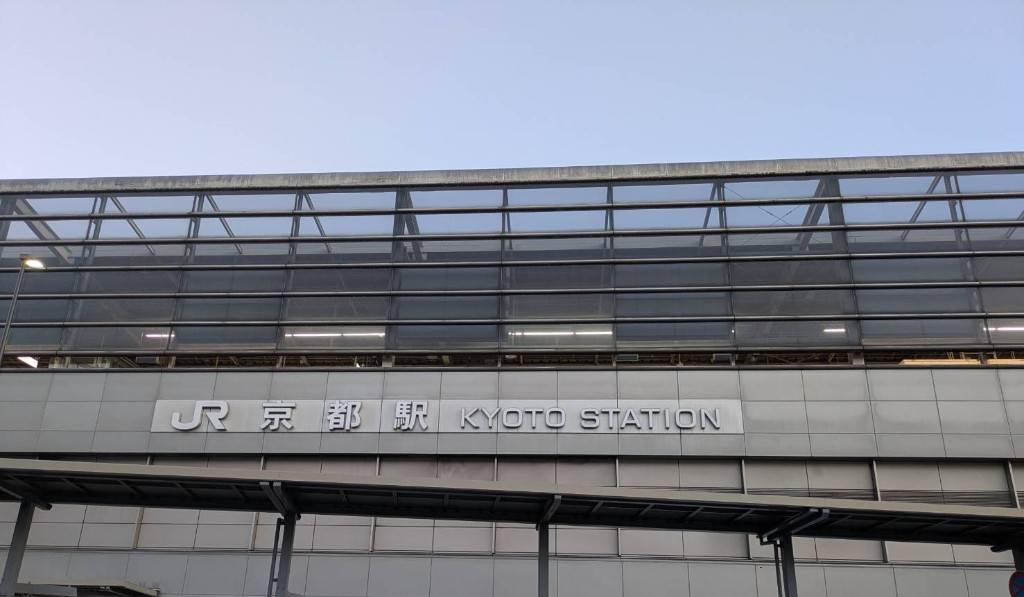 JR 京都駅 KYOTO STATION